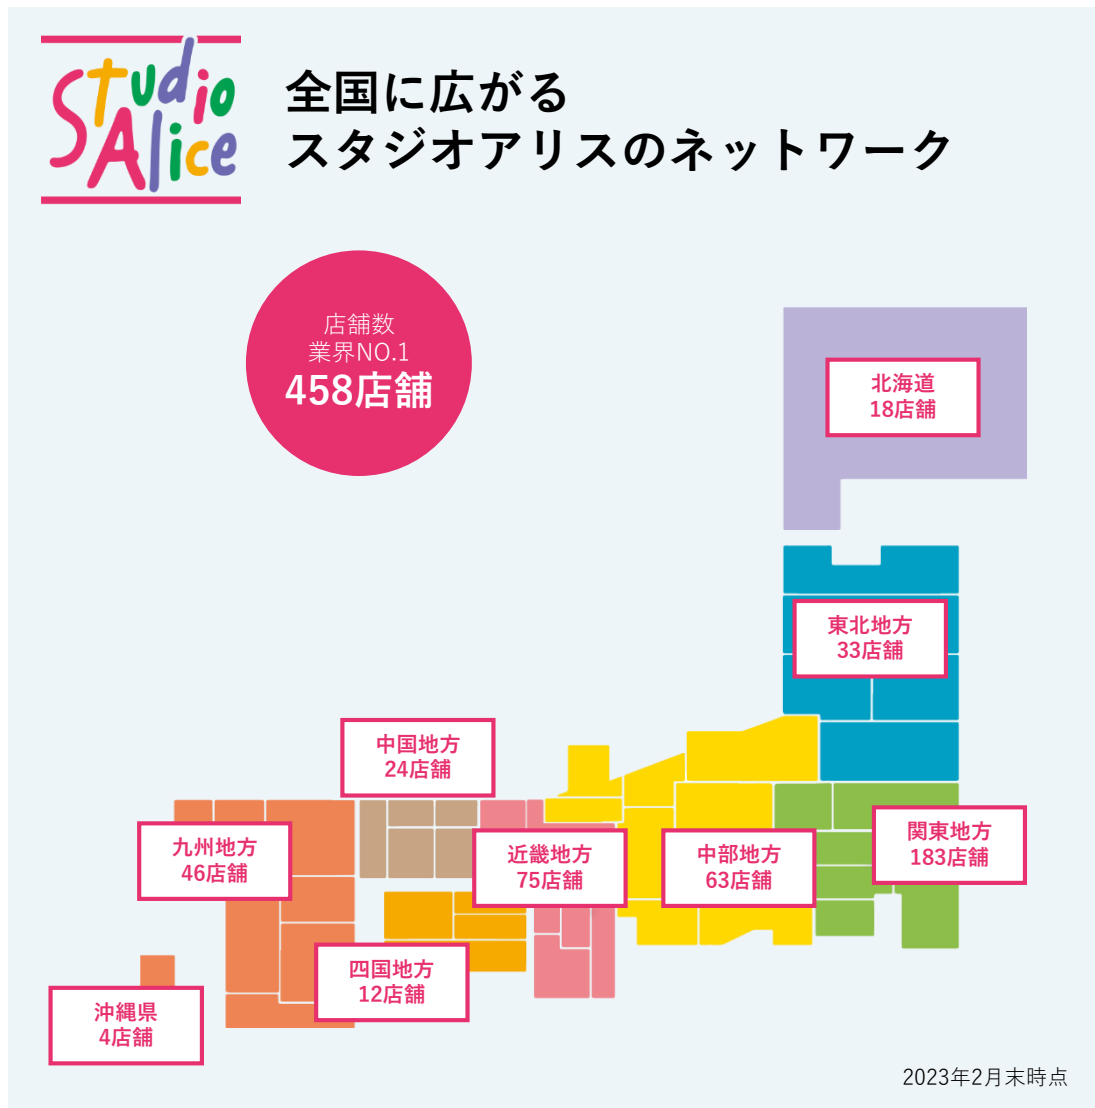 Studio
Alice
全国に広がる
スタジオアリスのネットワーク
店舗数
業界NO.1
458店舗
北海道
18店舗
東北地方
33店舗
中国地方
24店舗
九州地方
46店舗
近畿地方
75店舗
中部地方
63店舗
関東地方
183店舗
四国地方
12店舗
沖縄県
4店舗
2023年2月末時点